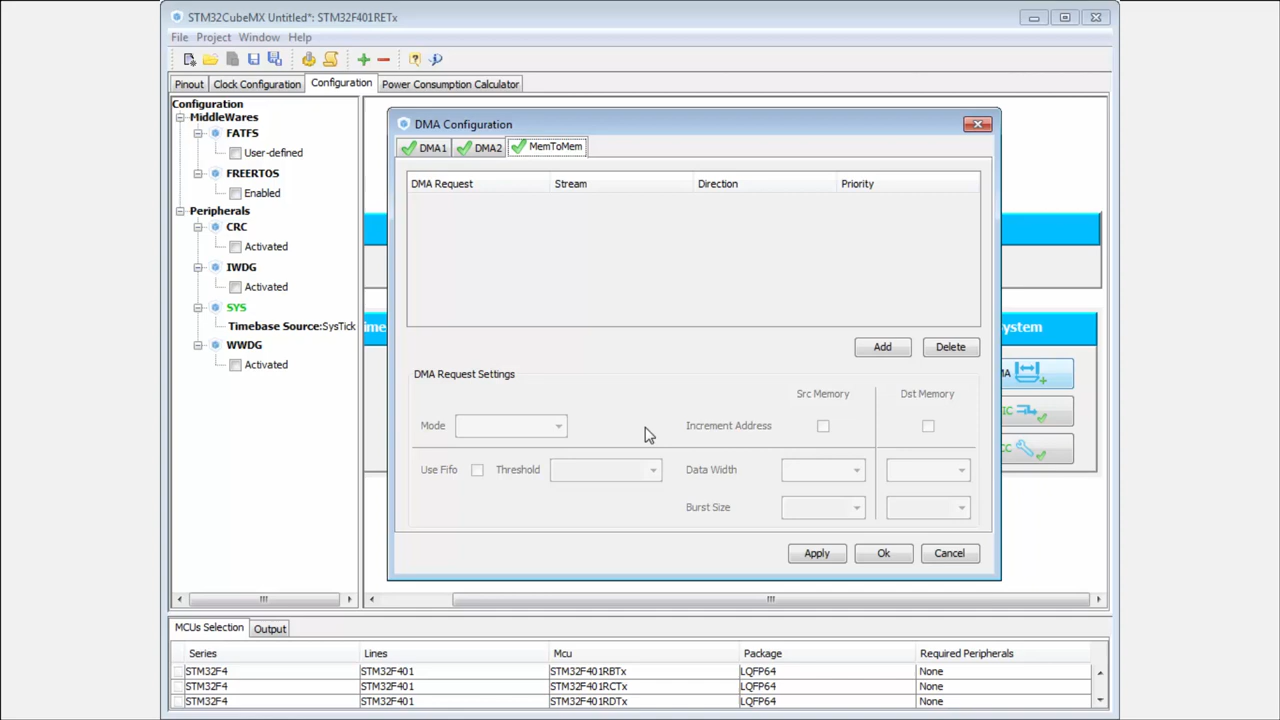 STM32CubeMX Untitled*: STM32F401RETx
File Project Window Help
Pinout Clock Configuration Configuration Power Consumption Calculator
Configuration
MiddleWares
FATFS
User-defined
FREERTOS
Enabled
Peripherals
CRC
Activated
IWDG
Activated
SYS
Timebase Source:SysTick
WWDG
Activated
DMA Configuration
DMA1 DMA2 MemToMem
DMA Request Stream Direction Priority
Add Delete
DMA Request Settings
Src Memory Dst Memory
Mode Increment Address
Use Fifo Threshold Data Width
Burst Size
Apply Ok Cancel
MCUs Selection Output
Series Lines Mcu Package Required Peripherals
STM32F4 STM32F401 STM32F401RBTx LQFP64 None
STM32F4 STM32F401 STM32F401RCTx LQFP64 None
STM32F4 STM32F401 STM32F401RDTx LQFP64 None